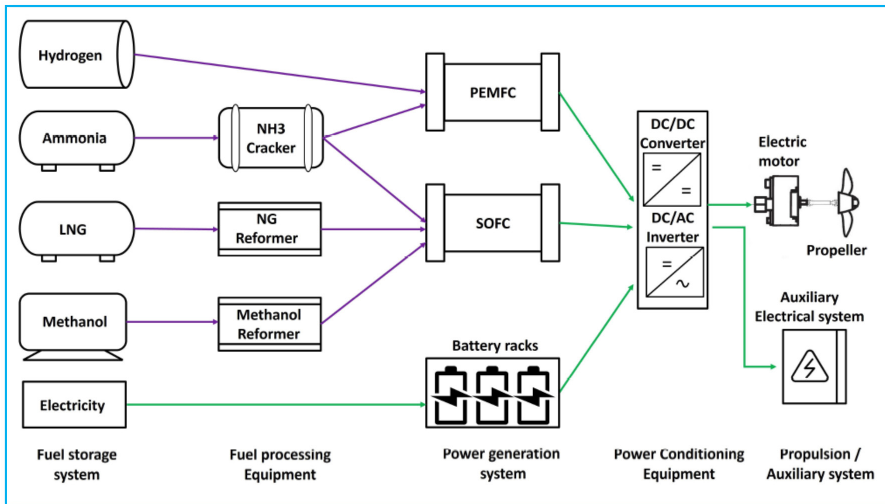 Hydrogen
PEMFC
Ammonia
NH3
Cracker
DC/DC
Converter
=
=
DC/AC
Inverter
=
~
Electric
motor
Propeller
LNG
NG
Reformer
SOFC
Methanol
Methanol
Reformer
Auxiliary
Electrical system
Battery racks
Electricity
Fuel storage
system
Fuel processing
Equipment
Power generation
system
Power Conditioning
Equipment
Propulsion /
Auxiliary system